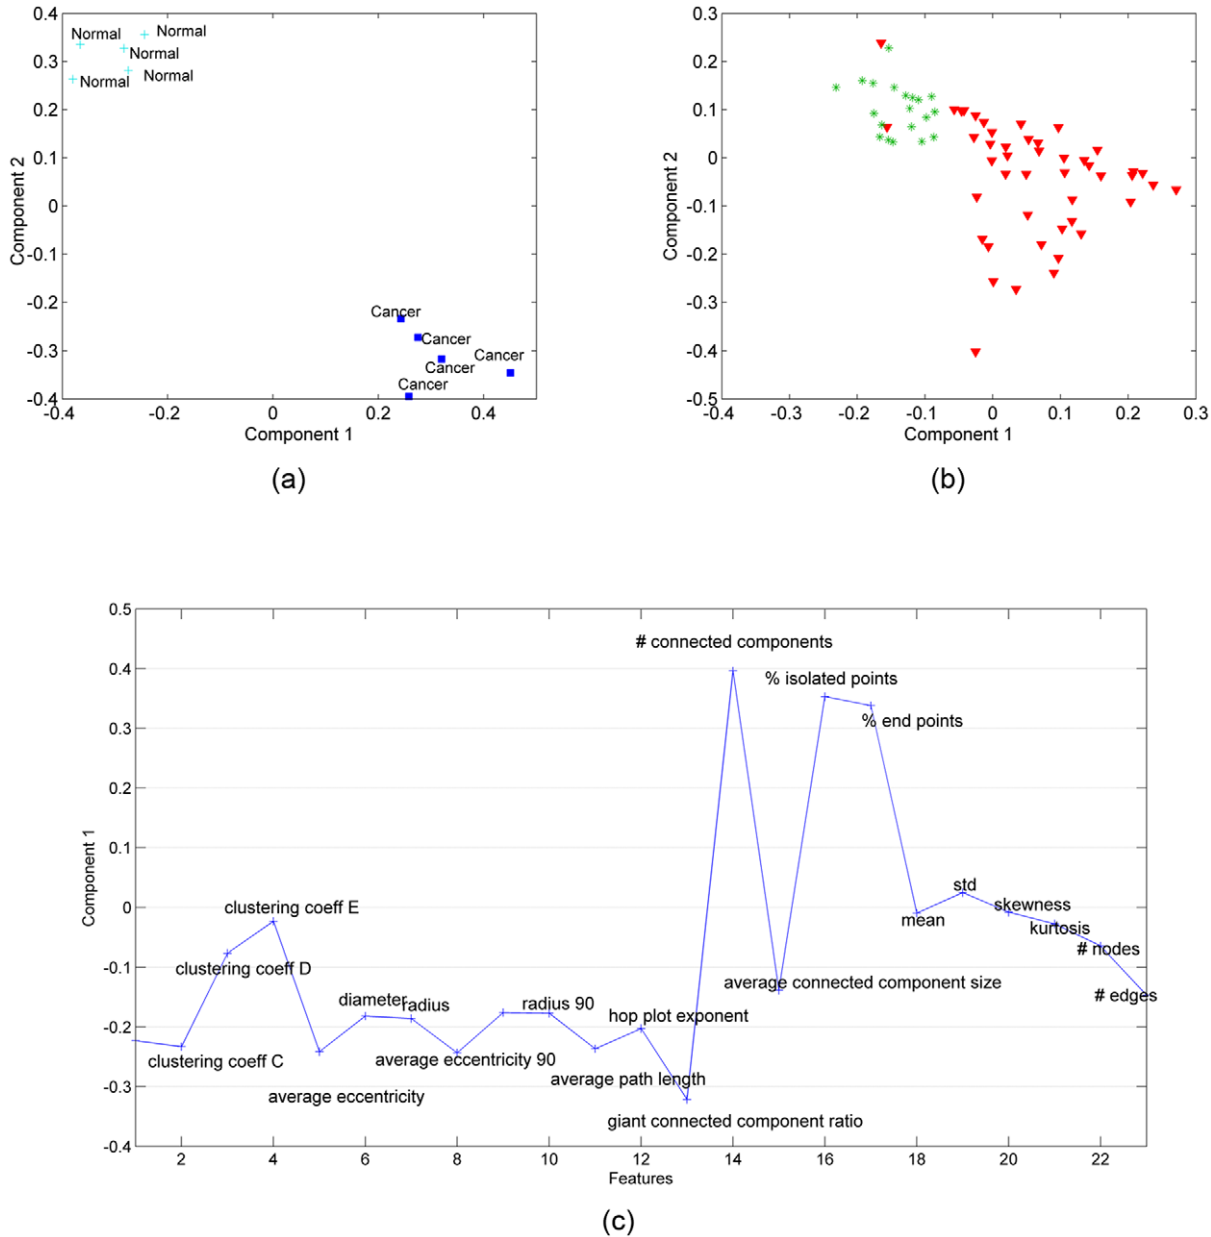 0.4
0.3
0.2
0.1
0
-0.1
-0.2
-0.3
-0.4
Component 2
Normal
Normal
Normal
Normal
Normal
Cancer
Cancer
Cancer
Cancer
Cancer
-0.4
-0.2
0
0.2
0.4
Component 1
(a)
0.3
0.2
0.1
0
-0.1
-0.2
-0.3
-0.4
-0.5
Component 2
-0.4
-0.3
-0.2
-0.1
0
0.1
0.2
0.3
Component 1
(b)
0.5
0.4
0.3
0.2
0.1
0
-0.1
-0.2
-0.3
-0.4
Component 1
# connected components
% isolated points
% end points
std
clustering coeff E
skewness
mean
kurtosis
# nodes
clustering coeff D
average connected component size
# edges
diameter
radius
radius 90
hop plot exponent
clustering coeff C
average eccentricity 90
average path length
average eccentricity
giant connected component ratio
2
4
6
8
10
12
14
16
18
20
22
Features
(c)